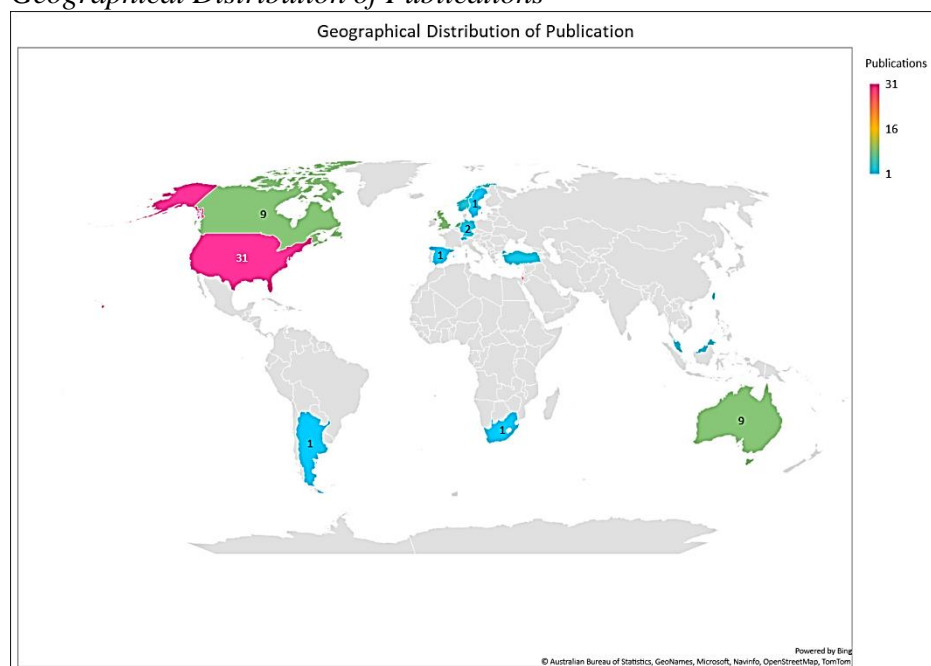 Geographical Distribution of Publications
Geographical Distribution of Publication
Publications
31
16
1
9
31
1
2
1
1
1
9
Powered by Bing
© Australian Bureau of Statistics, GeoNames, Microsoft, Navinfo, OpenStreetMap, TomTom